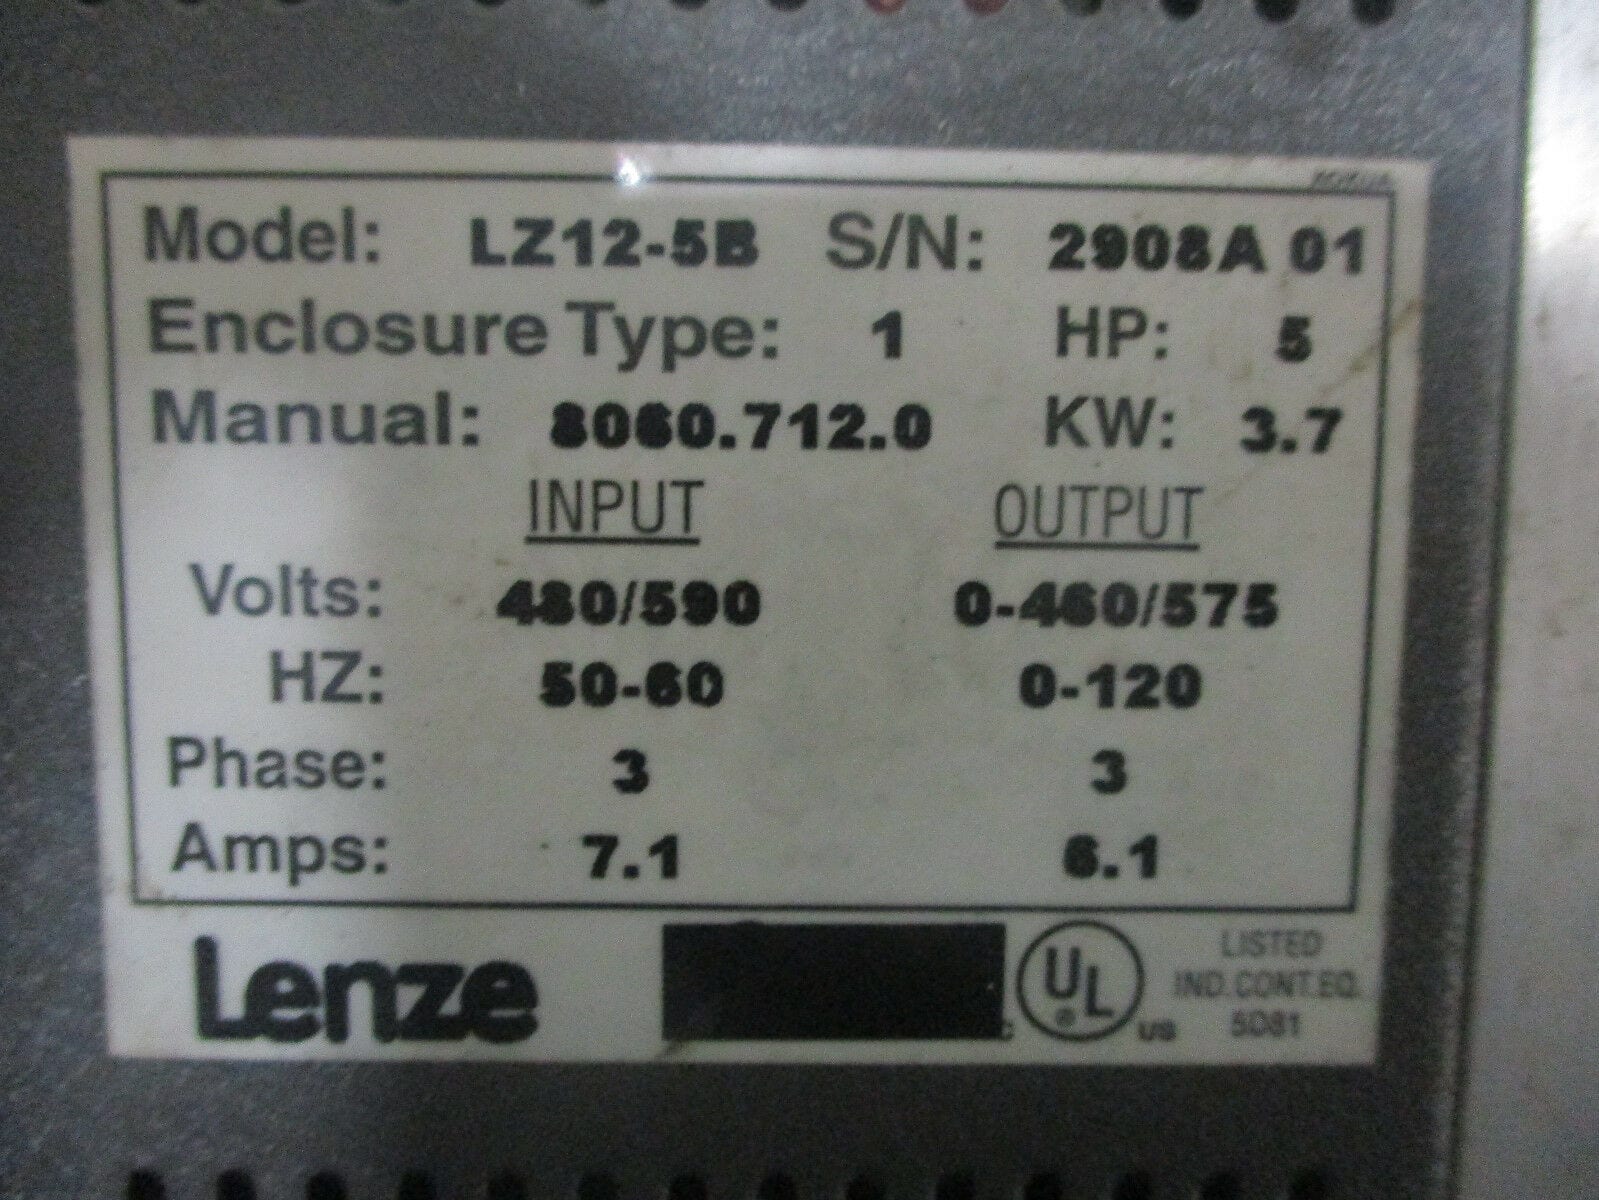 Model: LZ12-5B S/N: 2908A 01
Enclosure Type: 1 HP: 5
Manual: 8060.712.0 KW: 3.7
INPUT OUTPUT
Volts: 480/590 0-460/575
HZ: 50-60 0-120
Phase: 3 3
Amps: 7.1 6.1
Lenze
C UL ® US
LISTED
IND. CONT. EQ.
5D81